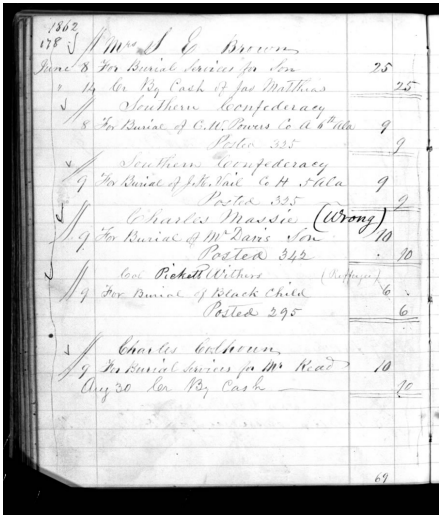 1862
178 Mrs S E Brown
June 8 For Burial Services for Son 25
" 14 Cr By Cash of Jas Matthews 25
Southern Confederacy
8 For Burial of C.W. Powers Co A 6th Ala 9
Posted 325 9
Southern Confederacy
9 For Burial of J.K. Vail Co H 5 Ala 9
Posted 325 9
Charles Massie (Wrong)
9 For Burial of Mr Davis Son 10
Posted 342 10
Col Pickett Withers
9 For Burial of Black Child 6
Posted 295 6
Charles Calhoun
9 For Burial Services for Mr Read 10
Aug 30 Cr By Cash 10
69